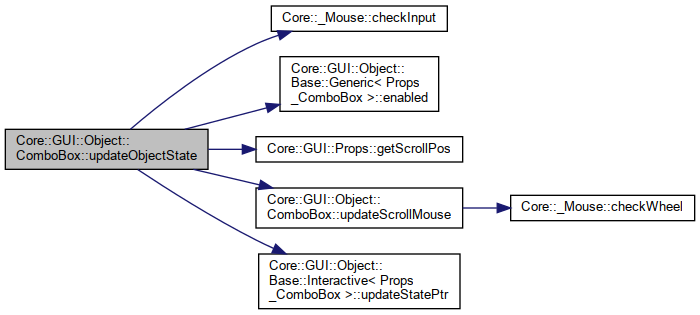 Core::_Mouse::checkInput
Core::GUI::Object::
Base::Generic< Props
_ComboBox >::enabled
Core::GUI::Object::
ComboBox::updateObjectState
Core::GUI::Props::getScrollPos
Core::GUI::Object::
ComboBox::updateScrollMouse
Core::_Mouse::checkWheel
Core::GUI::Object::
Base::Interactive< Props
_ComboBox >::updateStatePtr